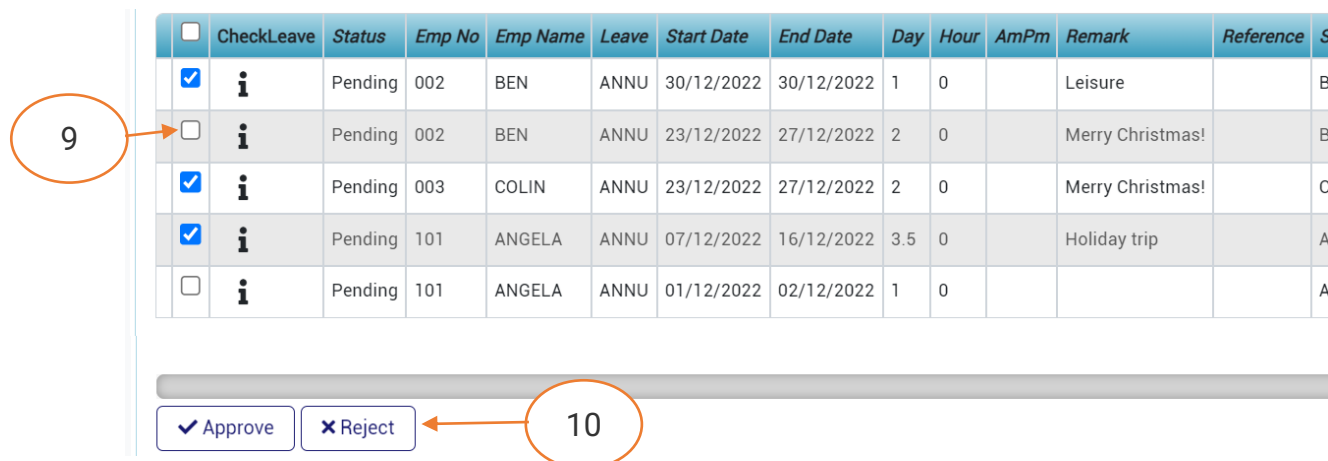 CheckLeave Status Emp No Emp Name Leave Start Date End Date Day Hour AmPm Remark Reference S
Pending 002 BEN ANNU 30/12/2022 30/12/2022 1 0 Leisure B
9 Pending 002 BEN ANNU 23/12/2022 27/12/2022 2 0 Merry Christmas! B
Pending 003 COLIN ANNU 23/12/2022 27/12/2022 2 0 Merry Christmas! C
Pending 101 ANGELA ANNU 07/12/2022 16/12/2022 3.5 0 Holiday trip A
Pending 101 ANGELA ANNU 01/12/2022 02/12/2022 1 0 A
Approve Reject 10